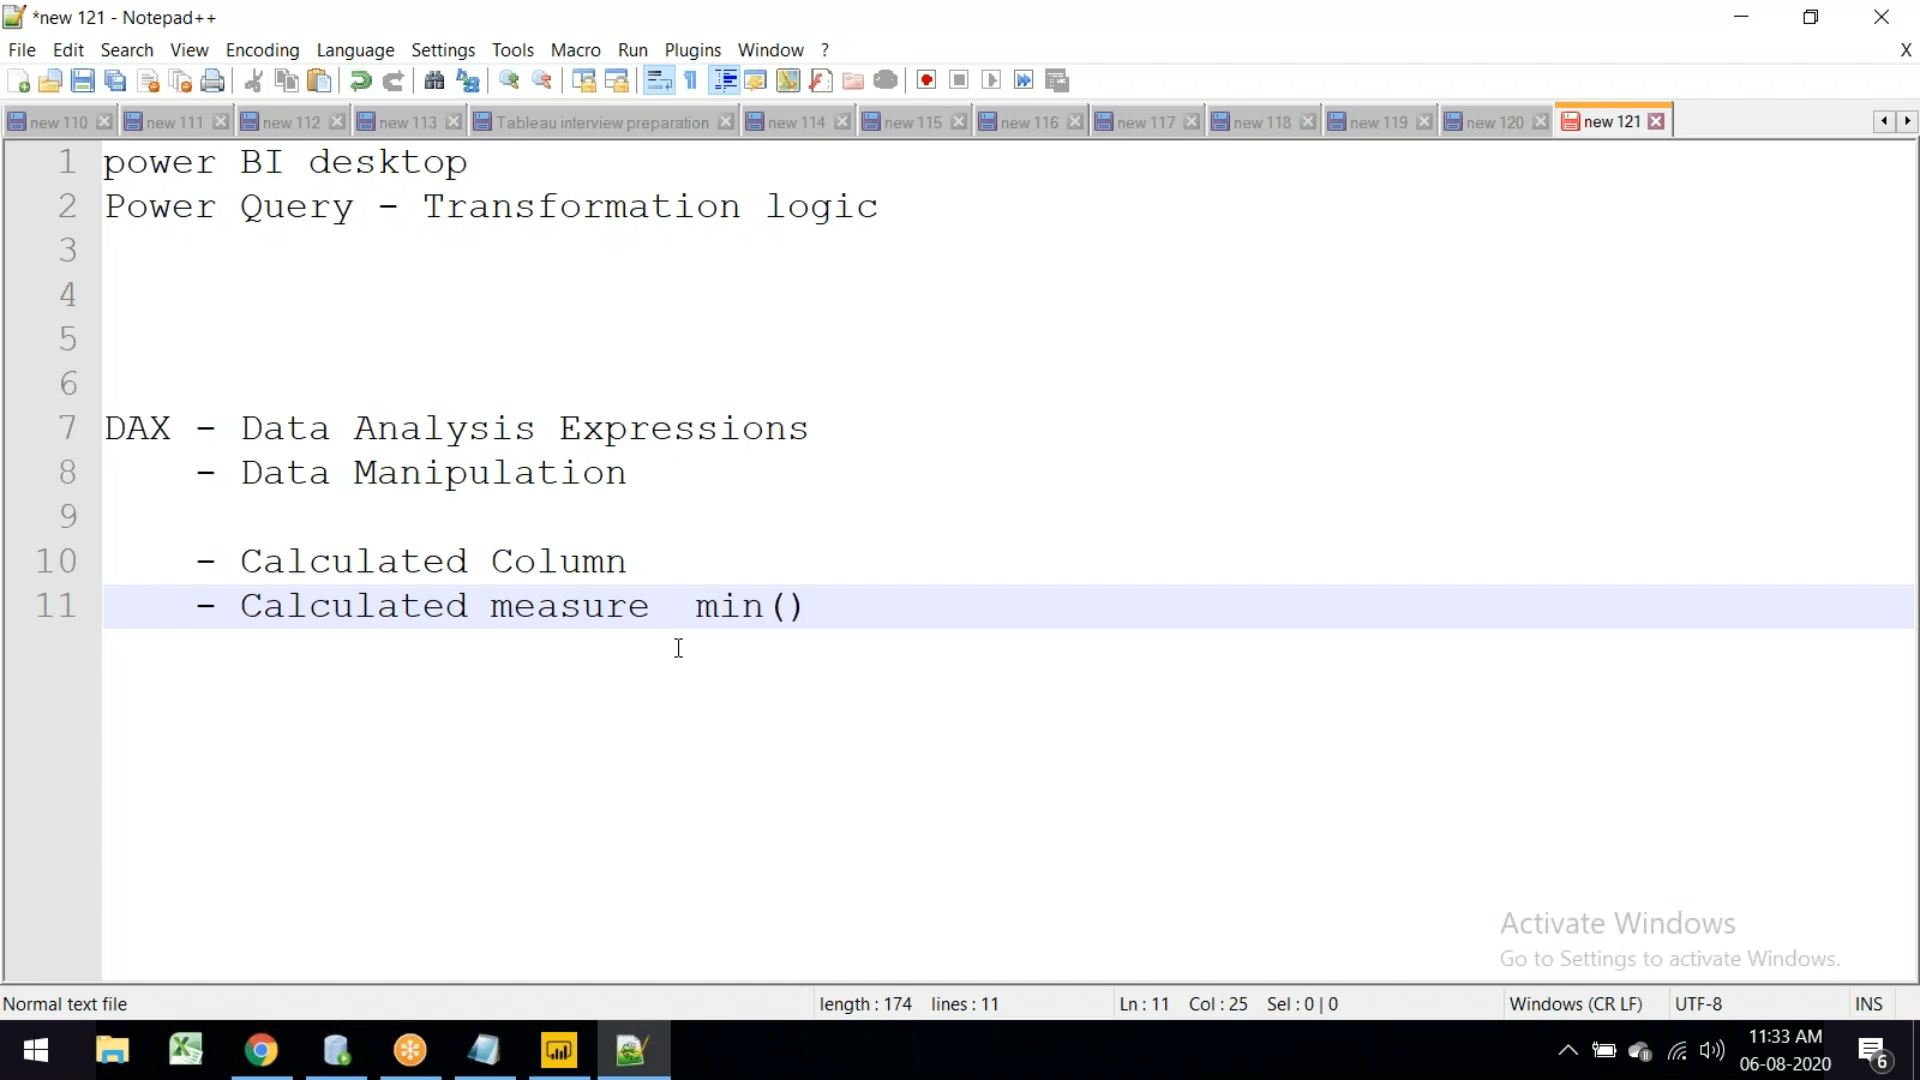 *new 121 - Notepad++
File Edit Search View Encoding Language Settings Tools Macro Run Plugins Window ? X
new 110 new 111 new 112 new 113 Tableau interview preparation new 114 new 115 new 116 new 117 new 118 new 119 new 120 new 121
1 power BI desktop
2 Power Query - Transformation logic
3
4
5
6
7 DAX - Data Analysis Expressions
8 - Data Manipulation
9
10 - Calculated Column
11 - Calculated measure  min()
Activate Windows
Go to Settings to activate Windows.
Normal text file length : 174 lines : 11 Ln : 11 Col : 25 Sel : 0 | 0 Windows (CR LF) UTF-8 INS
11:33 AM
06-08-2020
6